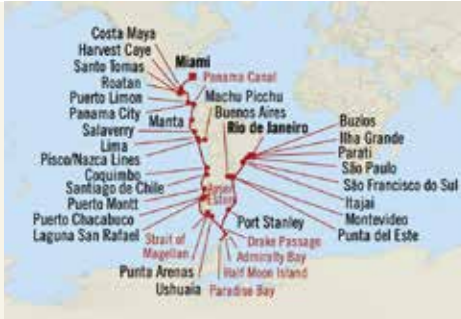 Costa Maya
Harvest Caye
Santo Tomas
Roatan
Puerto Limon
Panama City
Salaverry
Lima
Pisco/Nazca Lines
Coquimbo
Santiago de Chile
Puerto Montt
Puerto Chacabuco
Laguna San Rafael
Strait of
Magellan
Punta Arenas
Ushuaia
Miami
Panama Canal
Manta
Machu Picchu
Buenos Aires
Rio de Janeiro
Buzios
Ilha Grande
Parati
São Paulo
São Francisco do Sul
Itajai
Montevideo
Punta del Este
Port Stanley
Drake Passage
Admiralty Bay
Half Moon Island
Paradise Bay